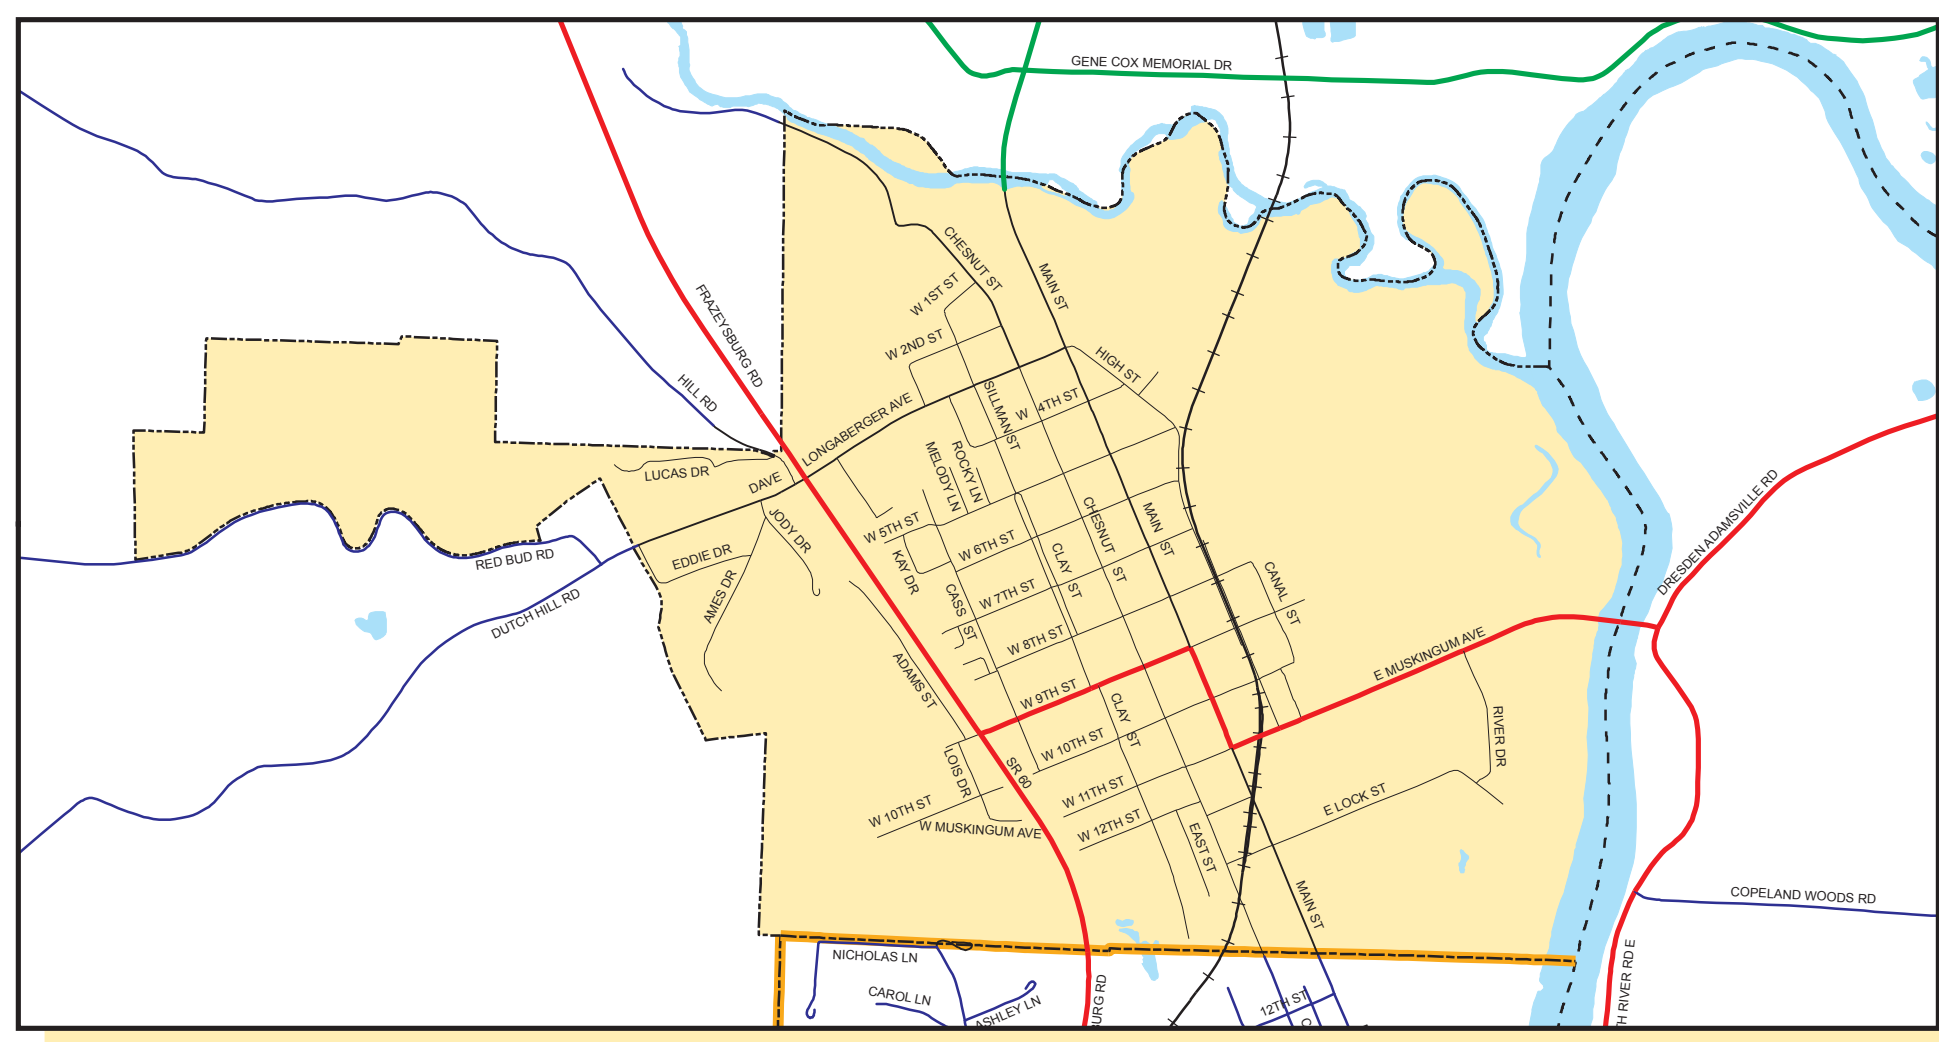 GENE COX MEMORIAL DR
CHESNUT ST
MAIN ST
W 1ST ST
FRAZEYSBURG RD
W 2ND ST
HIGH ST
HILL RD
SILLMAN ST
W 4TH ST
LONGABERGER AVE
ROCKY LN
MELODY LN
LUCAS DR
DAVE
JODY DR
W 5TH ST
CHESNUT ST
MAIN ST
DRESDEN ADAMSVILLE RD
W 6TH ST
RED BUD RD
EDDIE DR
KAY DR
CLAY ST
AMES DR
CASS ST
W 7TH ST
CANAL ST
DUTCH HILL RD
W 8TH ST
E MUSKINGUM AVE
ADAMS ST
W 9TH ST
CLAY ST
RIVER DR
W 10TH ST
LOIS DR
SR 60
W 11TH ST
E LOCK ST
W 10TH ST
W MUSKINGUM AVE
W 12TH ST
EAST ST
MAIN ST
COPELAND WOODS RD
NICHOLAS LN
CAROL LN
ASHLEY LN
BURG RD
12TH ST
C
TH RIVER RD E